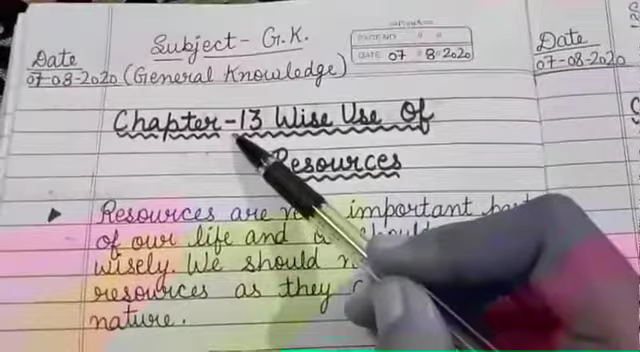 Subject - G.K.
Date
07-08-2020
(General Knowledge)
PAGE NO
DATE 07 8 2020
Date
07-08-2020
Chapter-13 Wise Use Of
Resources
Resources are important
of our life and
wisely. We should
resources as they
nature.